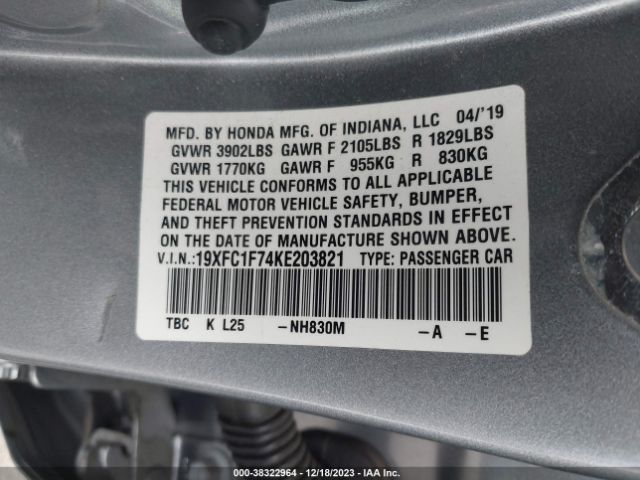 MFD. BY HONDA MFG. OF INDIANA, LLC 04/'19
GVWR 3902LBS GAWR F 2105LBS R 1829LBS
GVWR 1770KG GAWR F 955KG R 830KG
THIS VEHICLE CONFORMS TO ALL APPLICABLE
FEDERAL MOTOR VEHICLE SAFETY, BUMPER,
AND THEFT PREVENTION STANDARDS IN EFFECT
ON THE DATE OF MANUFACTURE SHOWN ABOVE.
V.I.N.:19XFC1F74KE203821 TYPE: PASSENGER CAR
TBC K L25 -NH830M -A -E
000-38322964 - 12/18/2023 - IAA Inc.